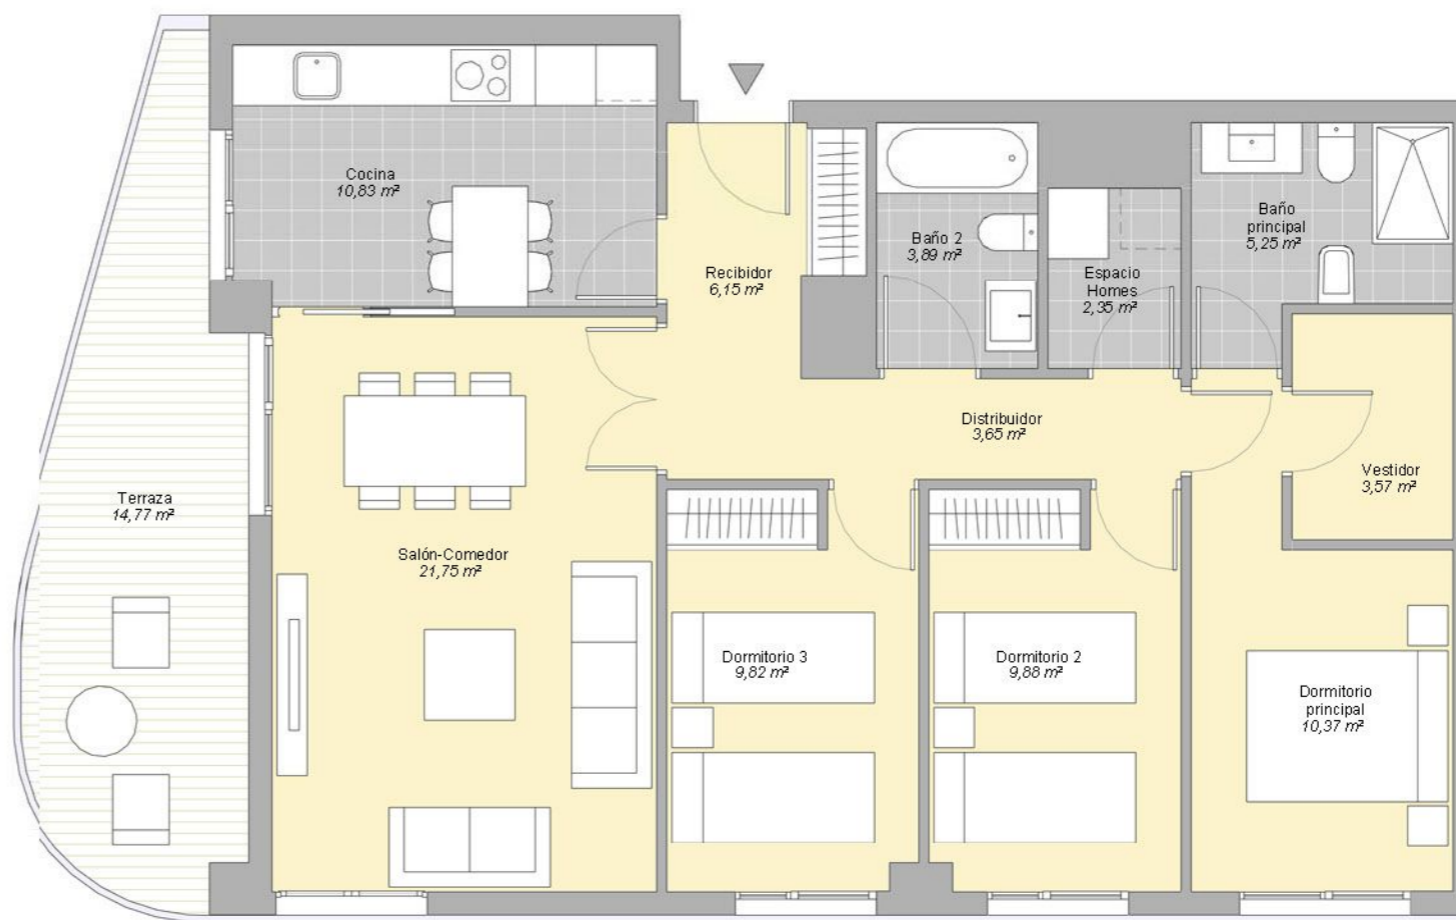 Cocina
10,83 m²
Recibidor
6,15 m²
Baño 2
3,89 m²
Espacio
Homes
2,35 m²
Baño
principal
5,25 m²
Distribuidor
3,65 m²
Vestidor
3,57 m²
Terraza
14,77 m²
Salón-Comedor
21,75 m²
Dormitorio 3
9,82 m²
Dormitorio 2
9,88 m²
Dormitorio
principal
10,37 m²